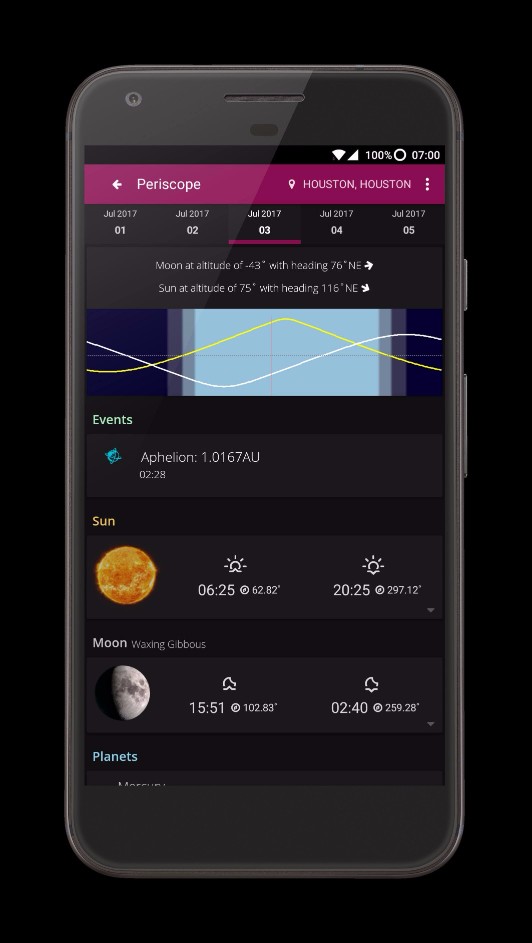 100% 07:00
Periscope HOUSTON, HOUSTON
Jul 2017 Jul 2017 Jul 2017 Jul 2017 Jul 2017
01 02 03 04 05
Moon at altitude of -43° with heading 76°NE
Sun at altitude of 75° with heading 116°NE
Events
Aphelion: 1.0167AU
02:28
Sun
06:25 62.82° 20:25 297.12°
Moon Waxing Gibbous
15:51 102.83° 02:40 259.28°
Planets
Mercury